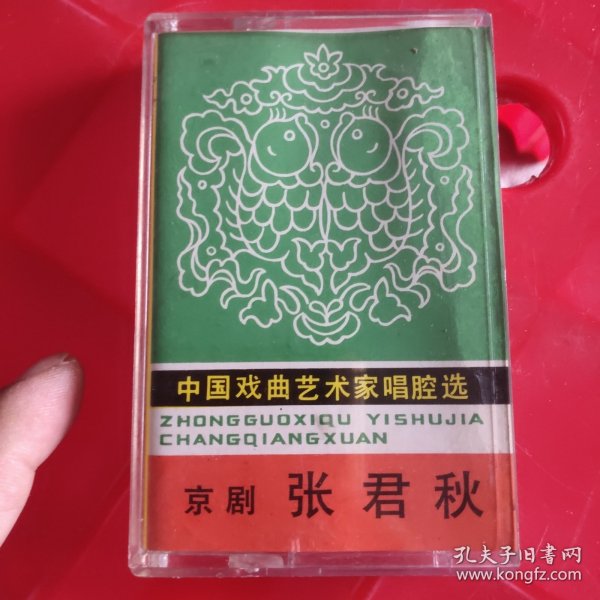 中国戏曲艺术家唱腔选
ZHONGGUOXIQU YISHUJIA
CHANGQIANGXUAN
京剧 张君秋
孔夫子旧书网
www.kongfz.com